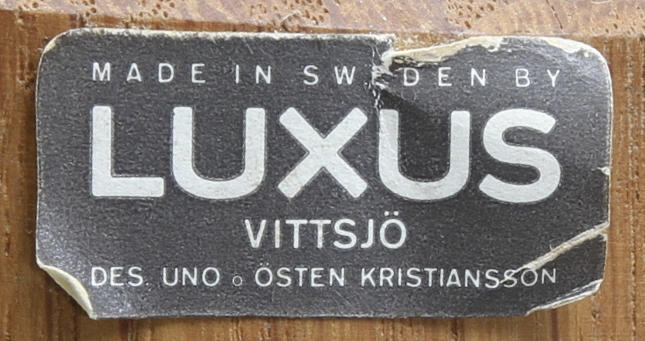 MADE IN SWEDEN BY
LUXUS
VITTSJÖ
DES. UNO o ÖSTEN KRISTIANSSON